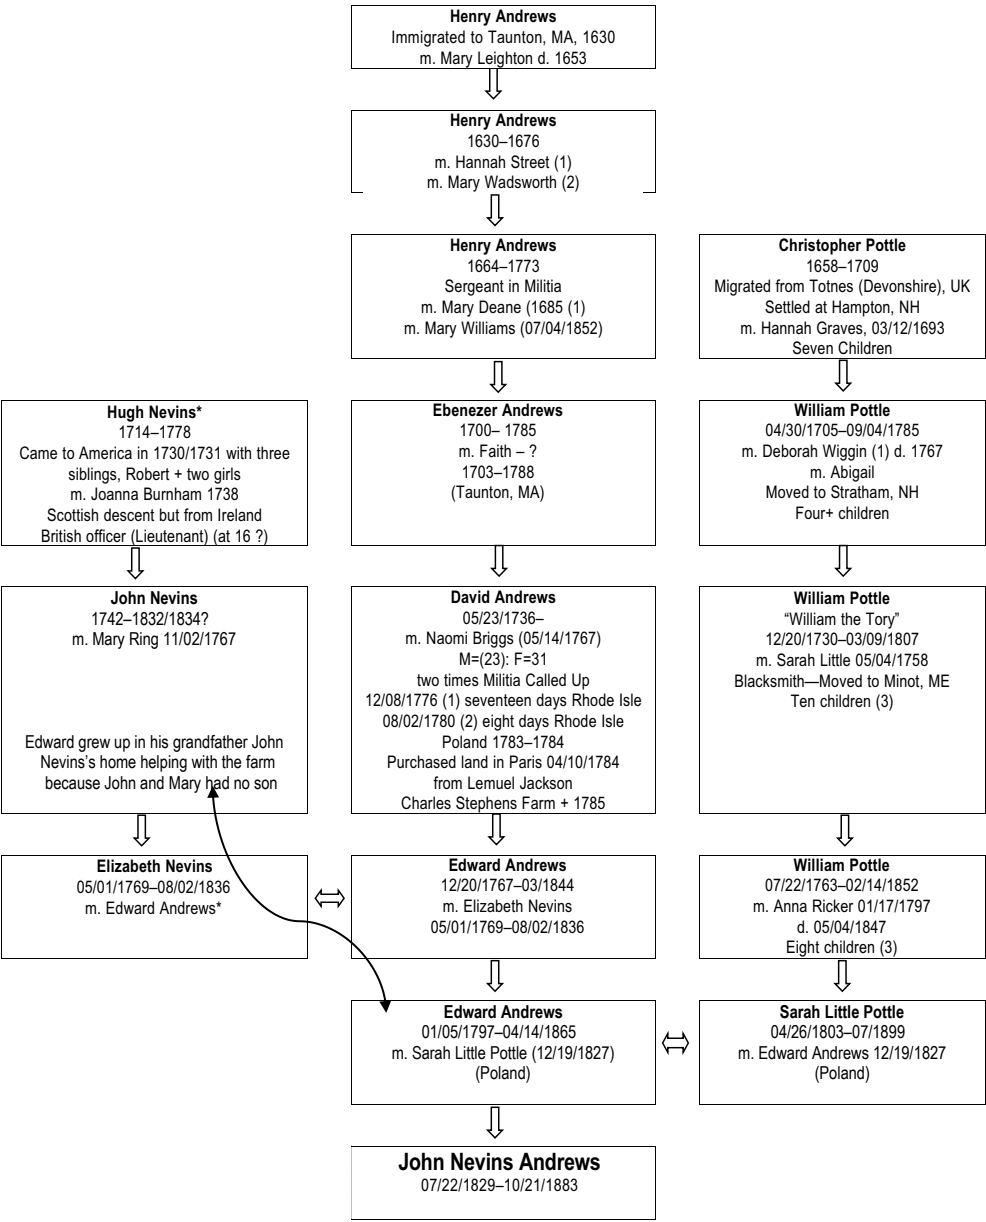 Henry Andrews
Immigrated to Taunton, MA, 1630
m. Mary Leighton d. 1653
Henry Andrews
1630–1676
m. Hannah Street (1)
m. Mary Wadsworth (2)
Henry Andrews
1664–1773
Sergeant in Militia
m. Mary Deane (1685 (1)
m. Mary Williams (07/04/1852)
Christopher Pottle
1658–1709
Migrated from Totnes (Devonshire), UK
Settled at Hampton, NH
m. Hannah Graves, 03/12/1693
Seven Children
Hugh Nevins*
1714–1778
Came to America in 1730/1731 with three
siblings, Robert + two girls
m. Joanna Burnham 1738
Scottish descent but from Ireland
British officer (Lieutenant) (at 16 ?)
Ebenezer Andrews
1700– 1785
m. Faith – ?
1703–1788
(Taunton, MA)
William Pottle
04/30/1705–09/04/1785
m. Deborah Wiggin (1) d. 1767
m. Abigail
Moved to Stratham, NH
Four+ children
John Nevins
1742–1832/1834?
m. Mary Ring 11/02/1767
Edward grew up in his grandfather John
Nevins's home helping with the farm
because John and Mary had no son
David Andrews
05/23/1736–
m. Naomi Briggs (05/14/1767)
M=(23): F=31
two times Militia Called Up
12/08/1776 (1) seventeen days Rhode Isle
08/02/1780 (2) eight days Rhode Isle
Poland 1783–1784
Purchased land in Paris 04/10/1784
from Lemuel Jackson
Charles Stephens Farm + 1785
William Pottle
“William the Tory”
12/20/1730–03/09/1807
m. Sarah Little 05/04/1758
Blacksmith—Moved to Minot, ME
Ten children (3)
Elizabeth Nevins
05/01/1769–08/02/1836
m. Edward Andrews*
Edward Andrews
12/20/1767–03/1844
m. Elizabeth Nevins
05/01/1769–08/02/1836
William Pottle
07/22/1763–02/14/1852
m. Anna Ricker 01/17/1797
d. 05/04/1847
Eight children (3)
Edward Andrews
01/05/1797–04/14/1865
m. Sarah Little Pottle (12/19/1827)
(Poland)
Sarah Little Pottle
04/26/1803–07/1899
m. Edward Andrews 12/19/1827
(Poland)
John Nevins Andrews
07/22/1829–10/21/1883